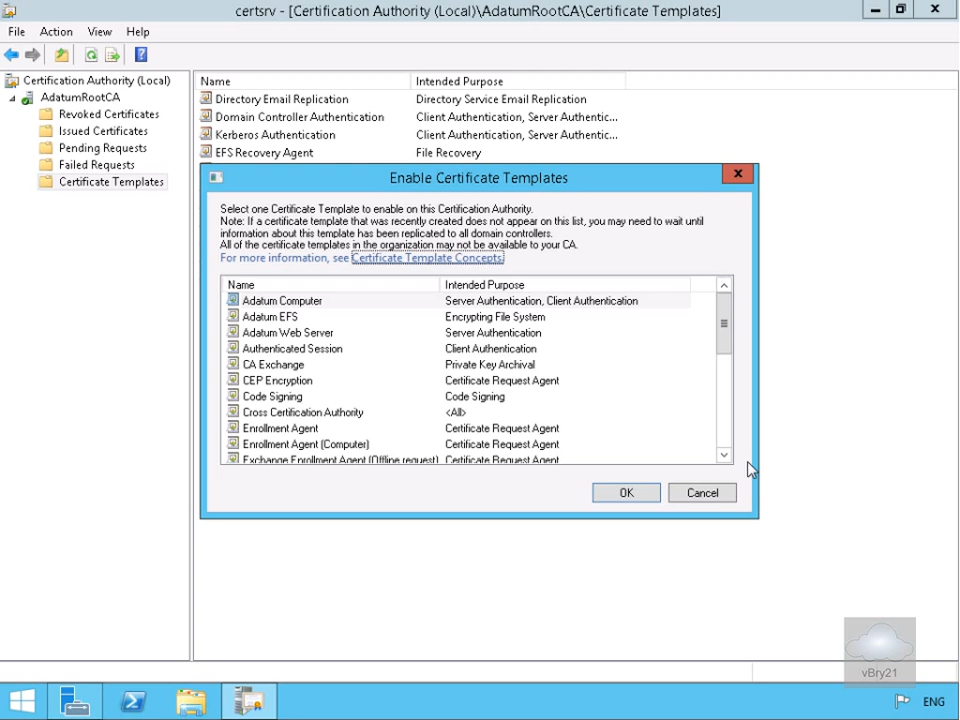 certsrv - [Certification Authority (Local)\AdatumRootCA\Certificate Templates]
File Action View Help
Certification Authority (Local)
AdatumRootCA
Revoked Certificates
Issued Certificates
Pending Requests
Failed Requests
Certificate Templates
Name Intended Purpose
Directory Email Replication Directory Service Email Replication
Domain Controller Authentication Client Authentication, Server Authentic...
Kerberos Authentication Client Authentication, Server Authentic...
EFS Recovery Agent File Recovery
Enable Certificate Templates
Select one Certificate Template to enable on this Certification Authority.
Note: If a certificate template that was recently created does not appear on this list, you may need to wait until
information about this template has been replicated to all domain controllers.
All of the certificate templates in the organization may not be available to your CA.
For more information, see Certificate Template Concepts.
Name Intended Purpose
Adatum Computer Server Authentication, Client Authentication
Adatum EFS Encrypting File System
Adatum Web Server Server Authentication
Authenticated Session Client Authentication
CA Exchange Private Key Archival
CEP Encryption Certificate Request Agent
Code Signing Code Signing
Cross Certification Authority <All>
Enrollment Agent Certificate Request Agent
Enrollment Agent (Computer) Certificate Request Agent
Exchange Enrollment Agent (Offline request) Certificate Request Agent
OK Cancel
vBry21
ENG